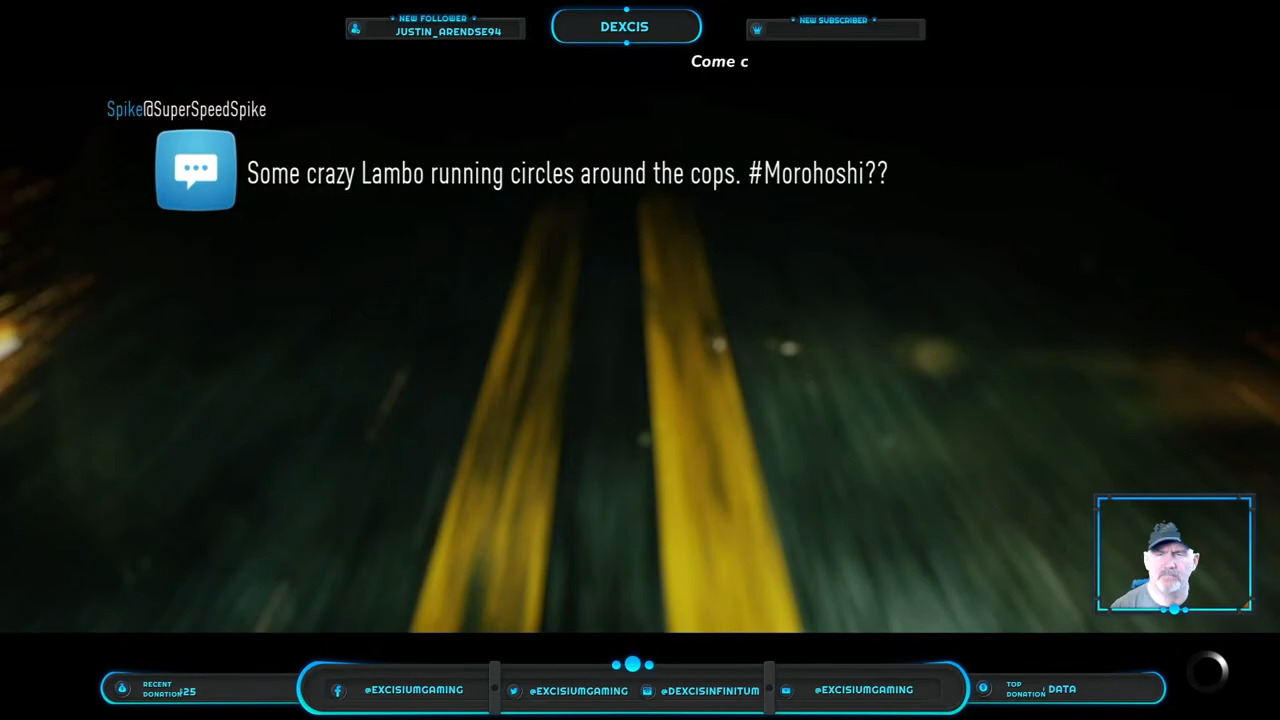 NEW FOLLOWER
JUSTIN_ARENDSE94
DEXCIS
NEW SUBSCRIBER
Come c
Spike@SuperSpeedSpike
Some crazy Lambo running circles around the cops. #Morohoshi??
RECENT
DONATION
25
@EXCISIUMGAMING
@EXCISIUMGAMING
@DEXCISINFINITUM
@EXCISIUMGAMING
TOP
DONATION
DATA